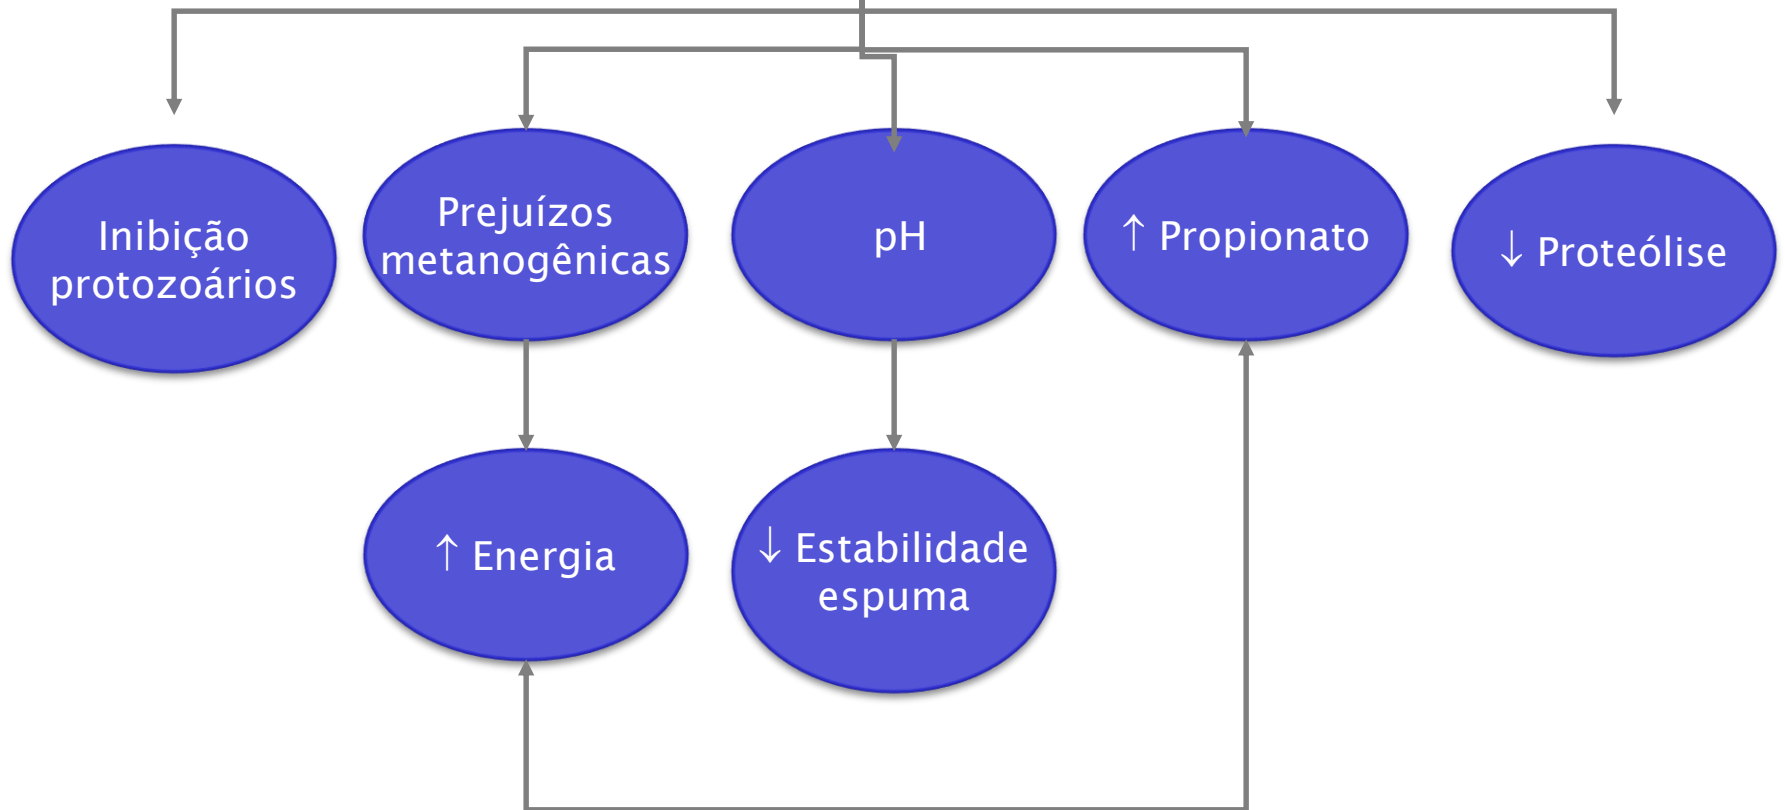 Inibição
protozoários
Prejuízos
metanogênicas
pH
↑ Propionato
↓ Proteólise
↑ Energia
↓ Estabilidade
espuma